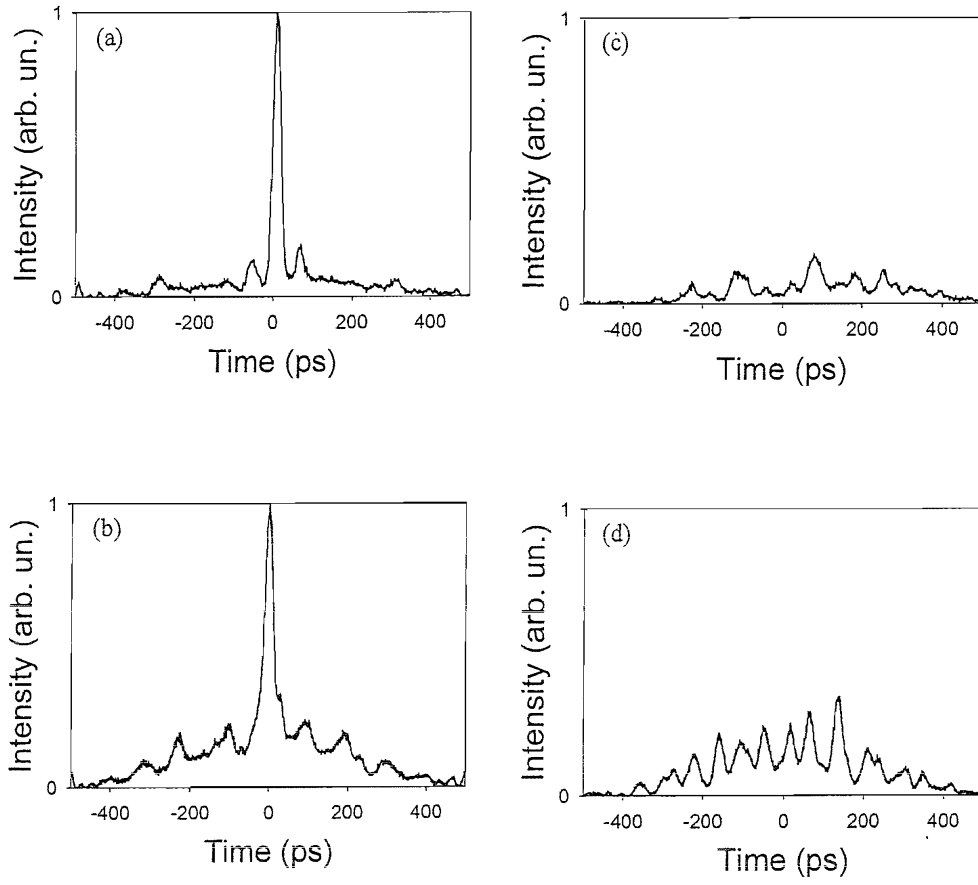 1
(a)
Intensity (arb. un.)
0
-400 -200 0 200 400
Time (ps)
1
(c)
Intensity (arb. un.)
0
-400 -200 0 200 400
Time (ps)
1
(b)
Intensity (arb. un.)
0
-400 -200 0 200 400
Time (ps)
1
(d)
Intensity (arb. un.)
0
-400 -200 0 200 400
Time (ps)